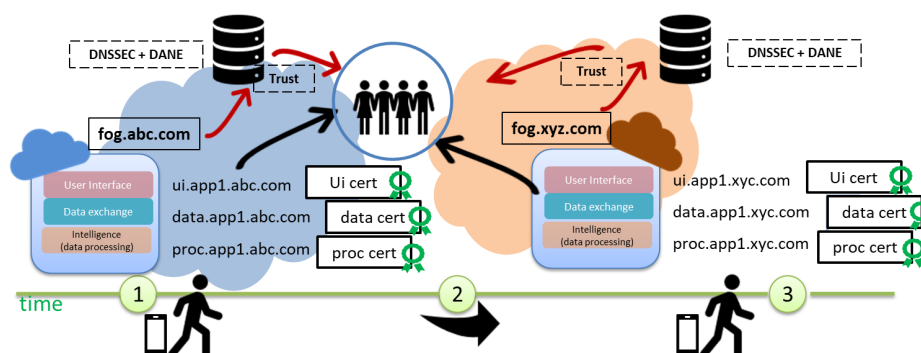 DNSSEC + DANE
Trust
fog.abc.com
User Interface
Data exchange
Intelligence
(data processing)
ui.app1.abc.com
data.app1.abc.com
proc.app1.abc.com
Ui cert
data cert
proc cert
DNSSEC + DANE
Trust
fog.xyz.com
User Interface
Data exchange
Intelligence
(data processing)
ui.app1.xyc.com
data.app1.xyc.com
proc.app1.xyc.com
Ui cert
data cert
proc cert
time
1
2
3